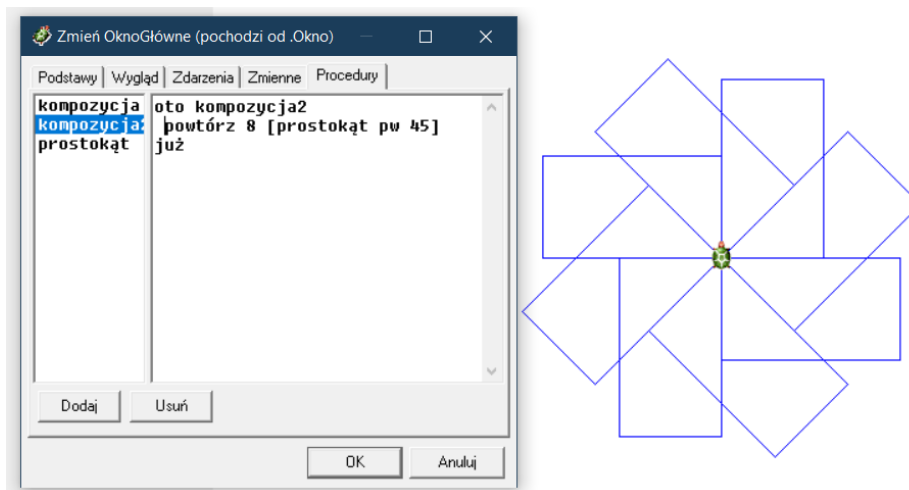 Zmień OknoGłówne (pochodzi od .Okno)
Podstawy Wygląd Zdarzenia Zmienne Procedury
kompozycja
kompozycja2
prostokąt
oto kompozycja2
powtórz 8 [prostokąt pw 45]
już
Dodaj Usuń
OK Anuluj